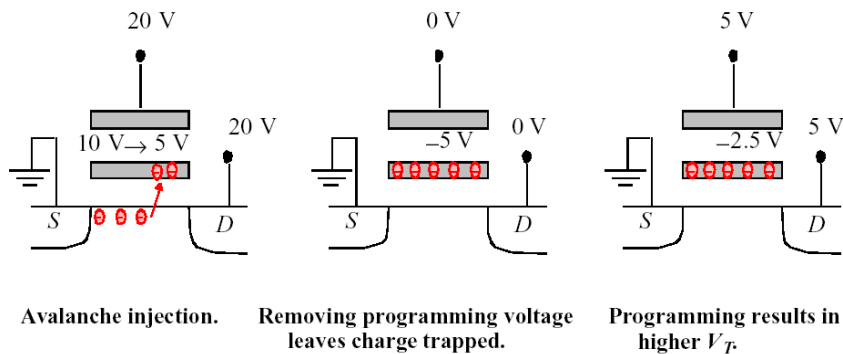 20 V
20 V
10 V→ 5 V
S
D
Avalanche injection.
0 V
0 V
–5 V
S
D
Removing programming voltage
leaves charge trapped.
5 V
5 V
–2.5 V
S
D
Programming results in
higher V_T.